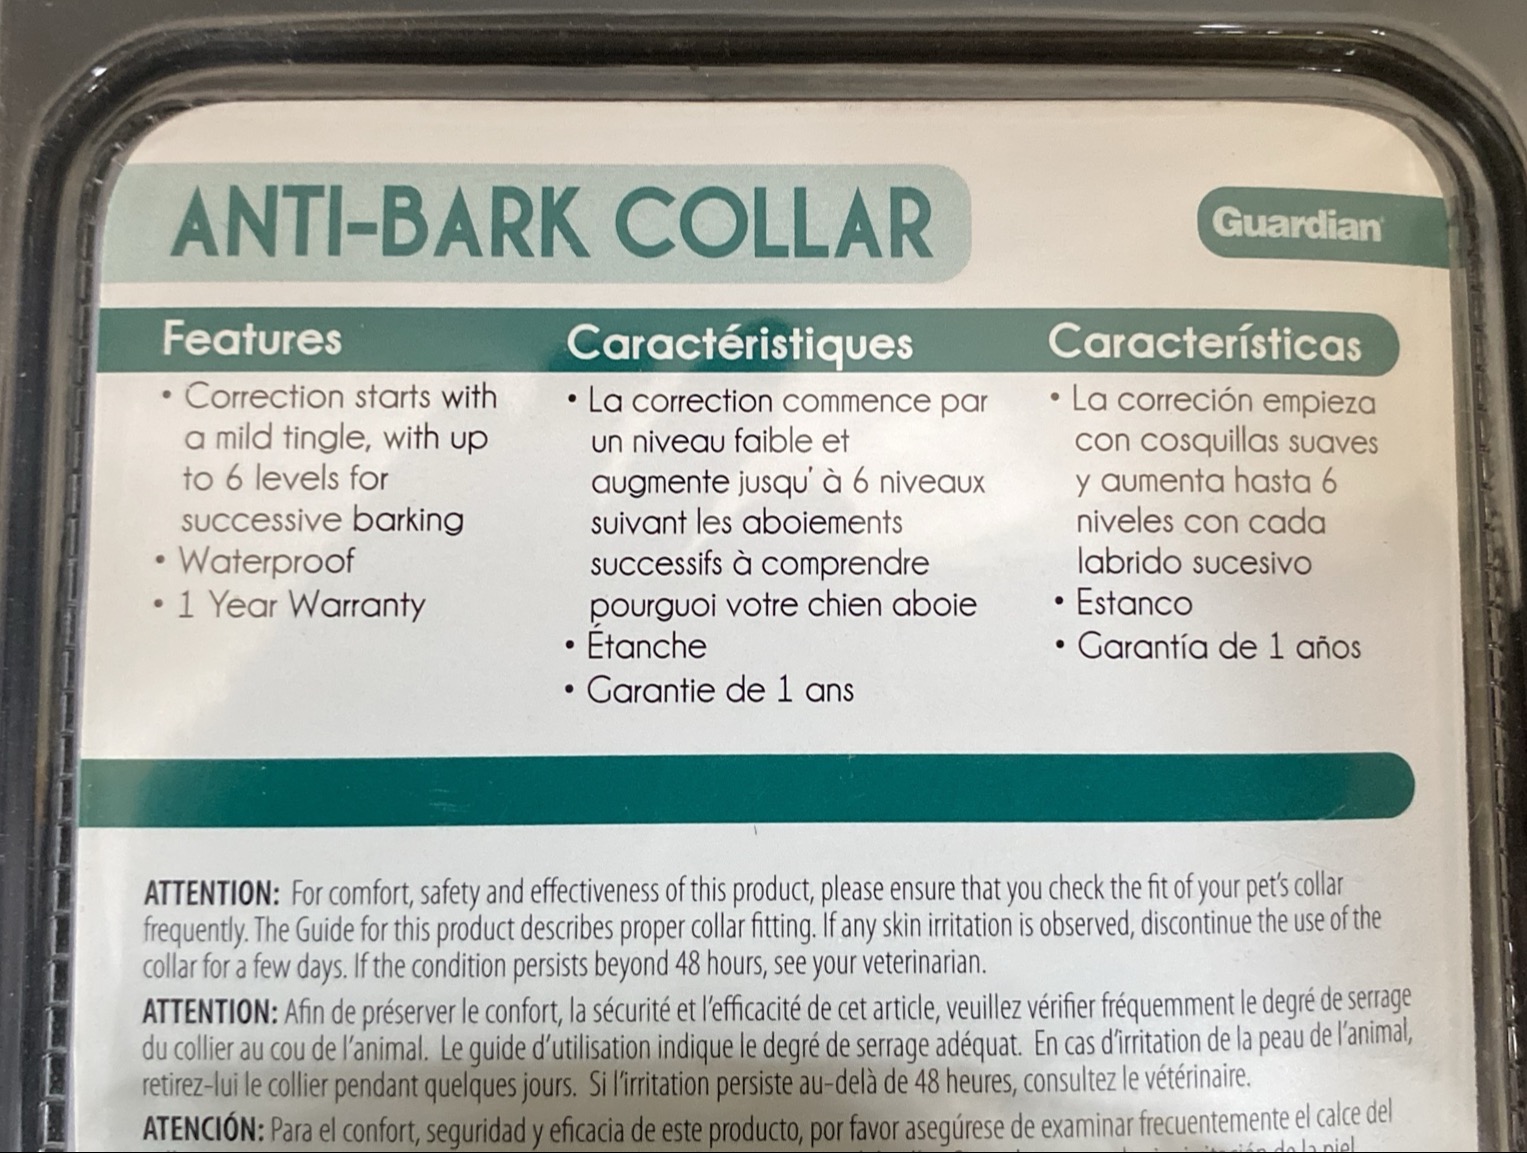 ANTI-BARK COLLAR
Guardian®
Features
• Correction starts with
a mild tingle, with up
to 6 levels for
successive barking
• Waterproof
• 1 Year Warranty
Caractéristiques
• La correction commence par
un niveau faible et
augmente jusqu' à 6 niveaux
suivant les aboiements
successifs à comprendre
pourguoi votre chien aboie
• Étanche
• Garantie de 1 ans
Características
• La correción empieza
con cosquillas suaves
y aumenta hasta 6
niveles con cada
labrido sucesivo
• Estanco
• Garantía de 1 años
ATTENTION: For comfort, safety and effectiveness of this product, please ensure that you check the fit of your pet's collar
frequently. The Guide for this product describes proper collar fitting. If any skin irritation is observed, discontinue the use of the
collar for a few days. If the condition persists beyond 48 hours, see your veterinarian.
ATTENTION: Afin de préserver le confort, la sécurité et l'efficacité de cet article, veuillez vérifier fréquemment le degré de serrage
du collier au cou de l'animal. Le guide d'utilisation indique le degré de serrage adéquat. En cas d'irritation de la peau de l'animal,
retirez-lui le collier pendant quelques jours. Si l'irritation persiste au-delà de 48 heures, consultez le vétérinaire.
ATENCIÓN: Para el confort, seguridad y eficacia de este producto, por favor asegúrese de examinar frecuentemente el calce del
de la piel